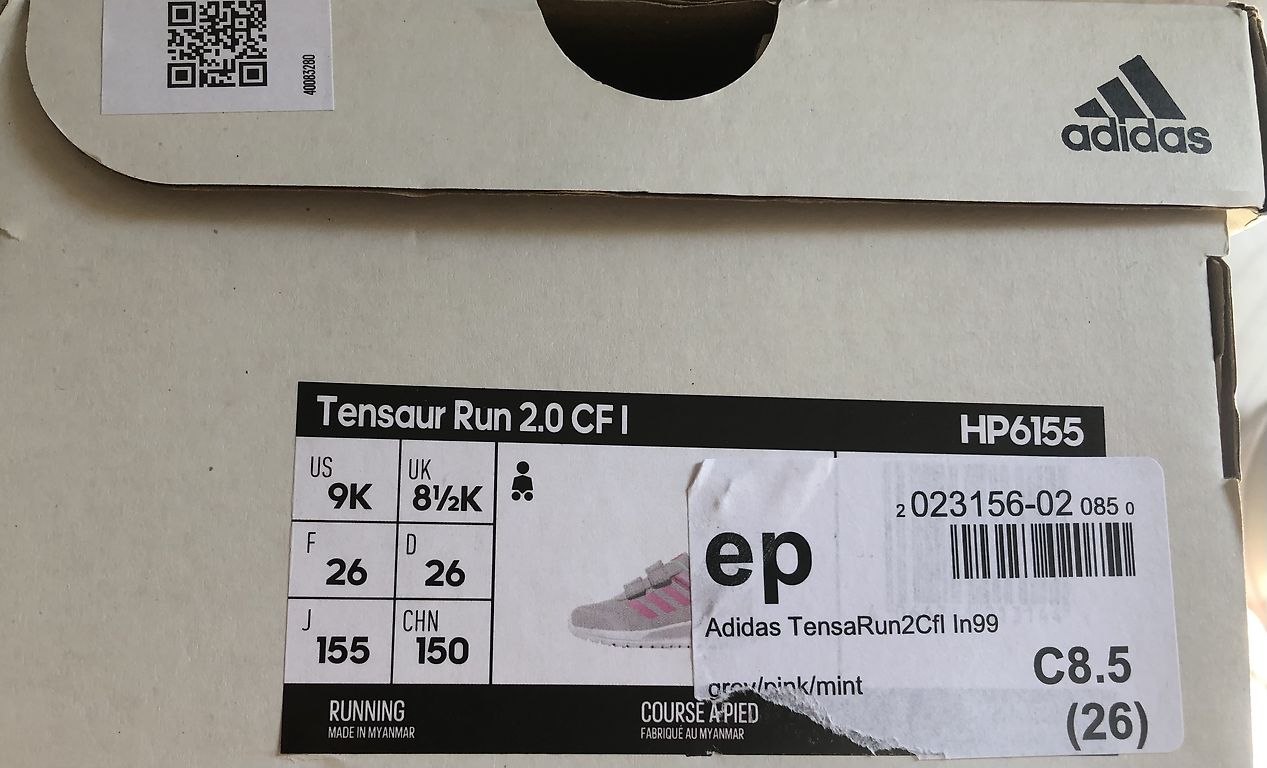 40083280
adidas
Tensaur Run 2.0 CF I
HP6155
US
9K
UK
8½K
F
26
D
26
J
155
CHN
150
RUNNING
MADE IN MYANMAR
COURSE À PIED
FABRIQUÉ AU MYANMAR
2 023156-02 085 0
ep
Adidas TensaRun2CfI In99
C8.5
grey/pink/mint
(26)